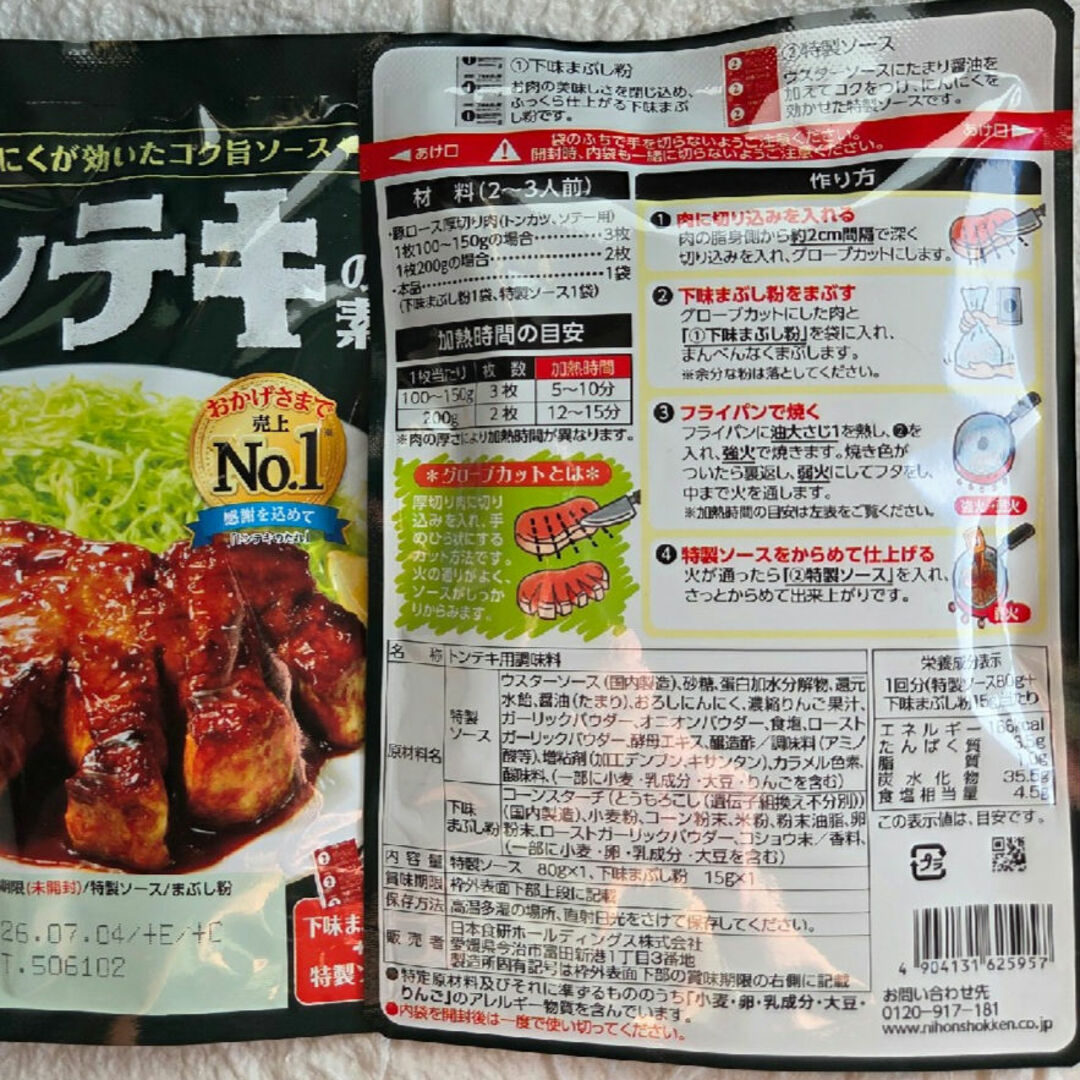 にくが効いたコク旨ソース
ンテキの素
おかげさまで
売上
No.1
感謝を込めて
「トンテキのたれ」
期限(未開封)/特製ソース/まぶし粉
26.07.04/+E/+C
T.506102
下味ま
+
特製ソ
①下味まぶし粉
お肉の美味しさを閉じ込め、
ふっくら仕上がる下味まぶ
し粉です。
②特製ソース
ウスターソースにたまり醤油を
加えてコクをつけ、にんにくを
効かせた特製ソースです。
◀あけ口
袋のふちで手を切らないようご注意ください。
開封時、内袋も一緒に切らないようご注意ください。
あけ口▶
材 料(2〜3人前)
・豚ロース厚切り肉(トンカツ、ソテー用)
1枚100〜150gの場合…………3枚
1枚200gの場合…………………2枚
・本品……………………………1袋
(下味まぶし粉1袋、特製ソース1袋)
加熱時間の目安
1枚当たり 枚 数 加熱時間
100〜150g 3枚 5〜10分
200g 2枚 12〜15分
※肉の厚さにより加熱時間が異なります。
*グローブカットとは*
厚切り肉に切り
込みを入れ、手
のひら状にする
カット方法です。
火の通りがよく、
ソースがしっか
りからみます。
作り方
1 肉に切り込みを入れる
肉の脂身側から約2cm間隔で深く
切り込みを入れ、グローブカットにします。
2 下味まぶし粉をまぶす
グローブカットにした肉と
「①下味まぶし粉」を袋に入れ、
まんべんなくまぶします。
※余分な粉は落としてください。
3 フライパンで焼く
フライパンに油大さじ1を熱し、❷を
入れ、強火で焼きます。焼き色が
ついたら裏返し、弱火にしてフタをし、
中まで火を通します。
※加熱時間の目安は左表をご覧ください。
強火→弱火
4 特製ソースをからめて仕上げる
火が通ったら「②特製ソース」を入れ、
さっとからめて出来上がりです。
名 称 トンテキ用調味料
原材料名
特製
ソース
ウスターソース(国内製造)、砂糖、蛋白加水分解物、還元
水飴、醤油(たまり)、おろしにんにく、濃縮りんご果汁、
ガーリックパウダー、オニオンパウダー、食塩、ロースト
ガーリックパウダー、酵母エキス、醸造酢/調味料(アミノ
酸等)、増粘剤(加工デンプン、キサンタン)、カラメル色素、
酸味料、(一部に小麦・乳成分・大豆・りんごを含む)
下味
まぶし粉
コーンスターチ(とうもろこし(遺伝子組換え不分別))
(国内製造)、小麦粉、コーン粉末、米粉、粉末油脂、卵
粉末、ローストガーリックパウダー、コショウ末/香料、
(一部に小麦・卵・乳成分・大豆を含む)
内容量 特製ソース 80g×1、下味まぶし粉 15g×1
賞味期限 枠外表面下部上段に記載
保存方法 高温多湿の場所、直射日光をさけて保存してください。
販売者 日本食研ホールディングス株式会社
愛媛県今治市富田新港1丁目3番地
製造所固有記号は枠外表面下部の賞味期限の右側に記載
●特定原材料及びそれに準ずるもののうち「小麦・卵・乳成分・大豆・
りんご」のアレルギー物質を含んでいます。
●内袋を開封後は一度で使い切ってください。
栄養成分表示
1回分(特製ソース80g+
下味まぶし粉15g)当たり
エネルギー 166kcal
たんぱく質 3.5g
脂 質 1.0g
炭水化物 35.5g
食塩相当量 4.5g
この表示値は、目安です。
プラ
4 904131 625957
お問い合わせ先
0120-917-181
www.nihonshokken.co.jp